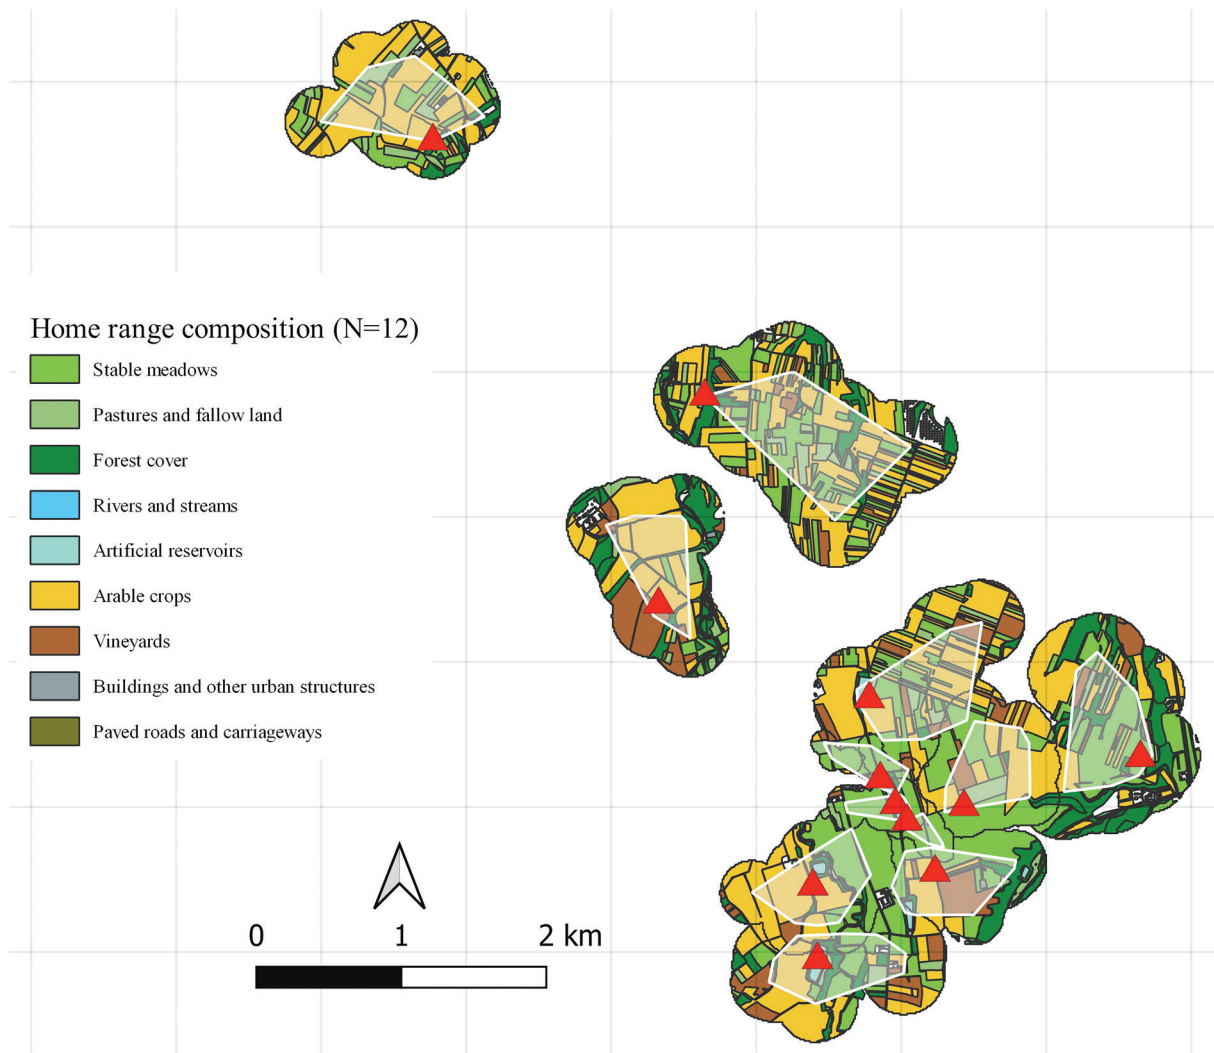 Home range composition (N=12)
Stable meadows
Pastures and fallow land
Forest cover
Rivers and streams
Artificial reservoirs
Arable crops
Vineyards
Buildings and other urban structures
Paved roads and carriageways
0 1 2 km